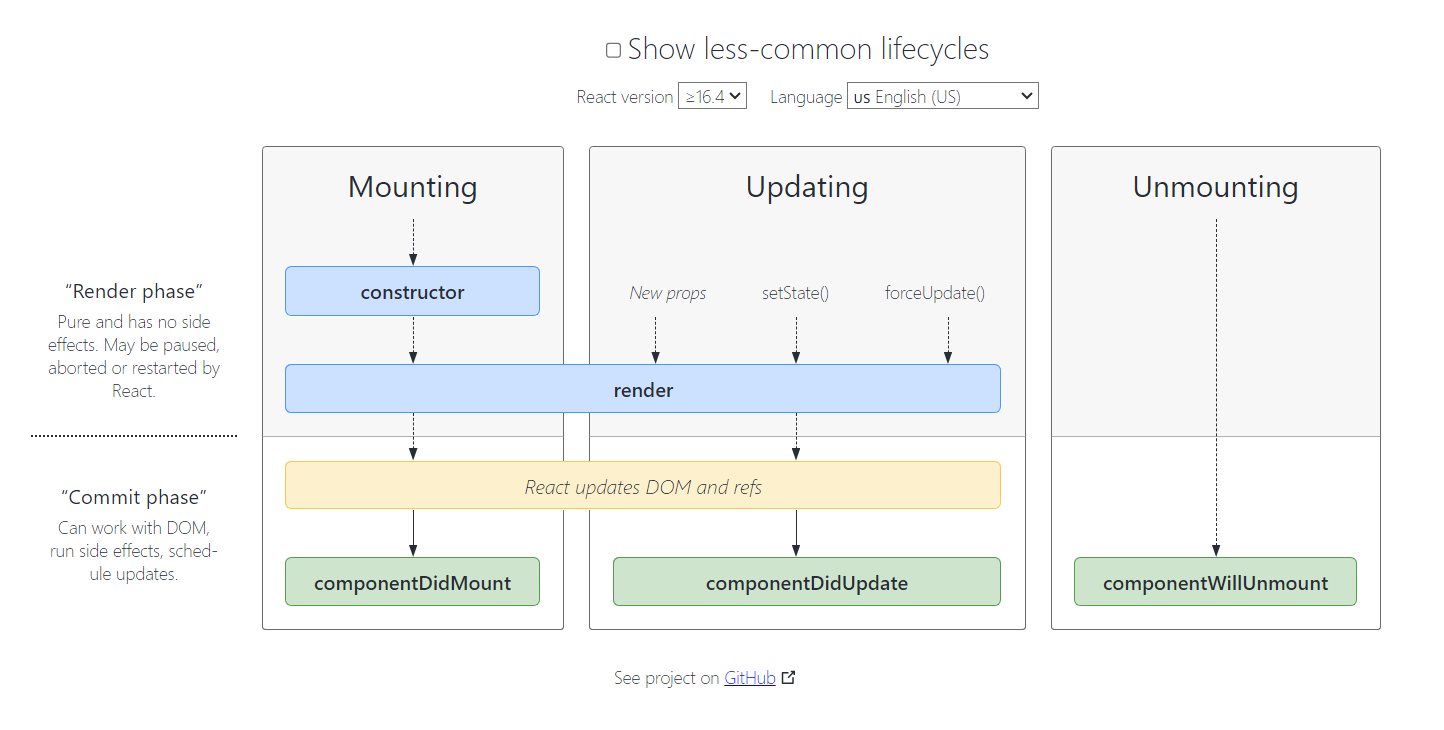 Show less-common lifecycles
React version ≥16.4 Language us English (US)
Mounting
Updating
Unmounting
“Render phase”
Pure and has no side
effects. May be paused,
aborted or restarted by
React.
constructor
New props
setState()
forceUpdate()
render
“Commit phase”
Can work with DOM,
run side effects, sched-
ule updates.
React updates DOM and refs
componentDidMount
componentDidUpdate
componentWillUnmount
See project on GitHub